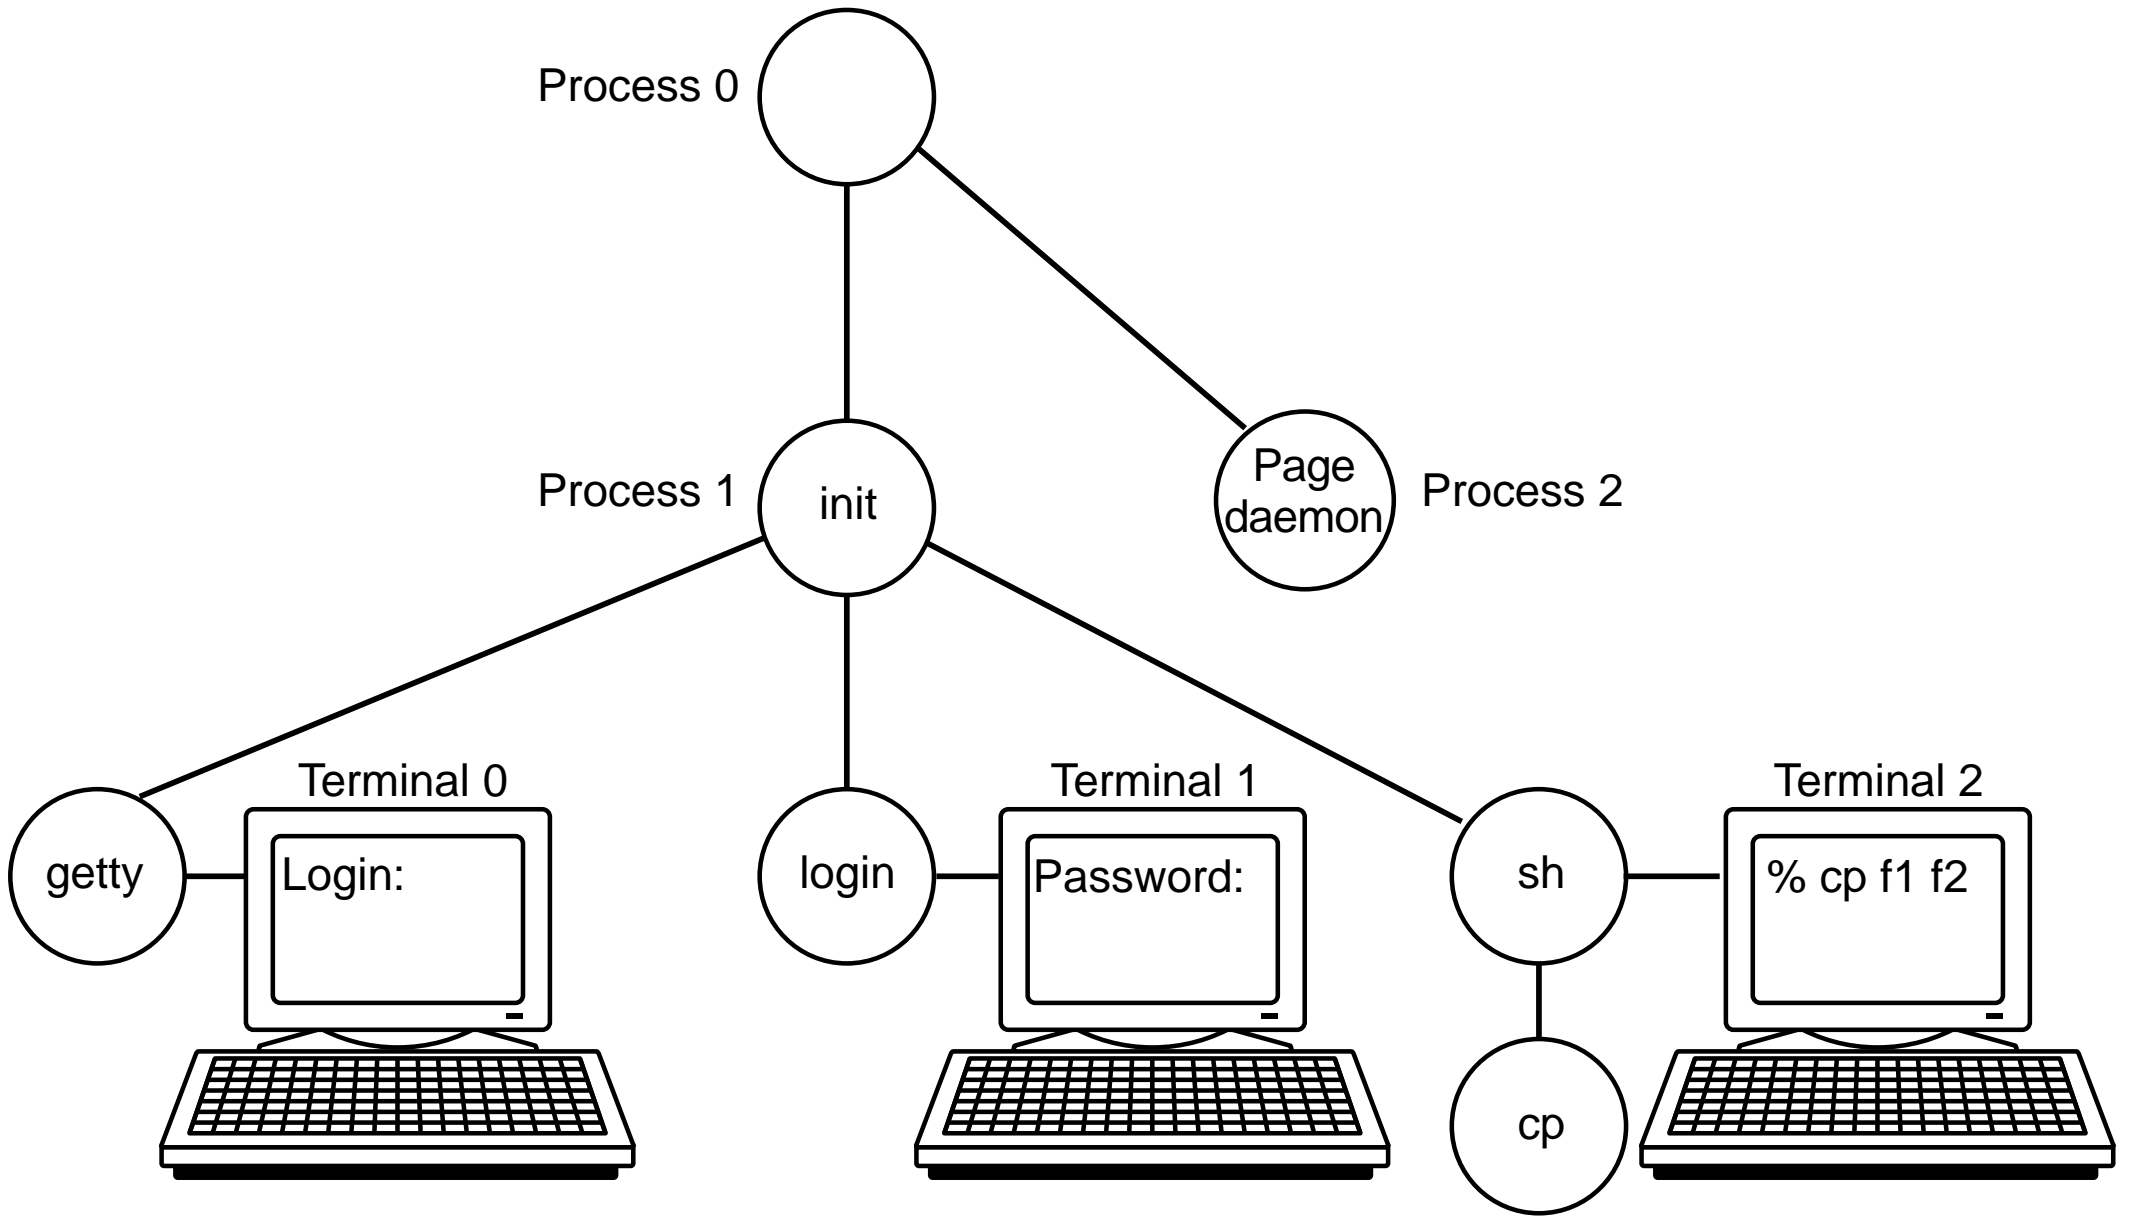 Process 0
Process 1
init
Page
daemon
Process 2
Terminal 0
Terminal 1
Terminal 2
getty
Login:
login
Password:
sh
% cp f1 f2
cp